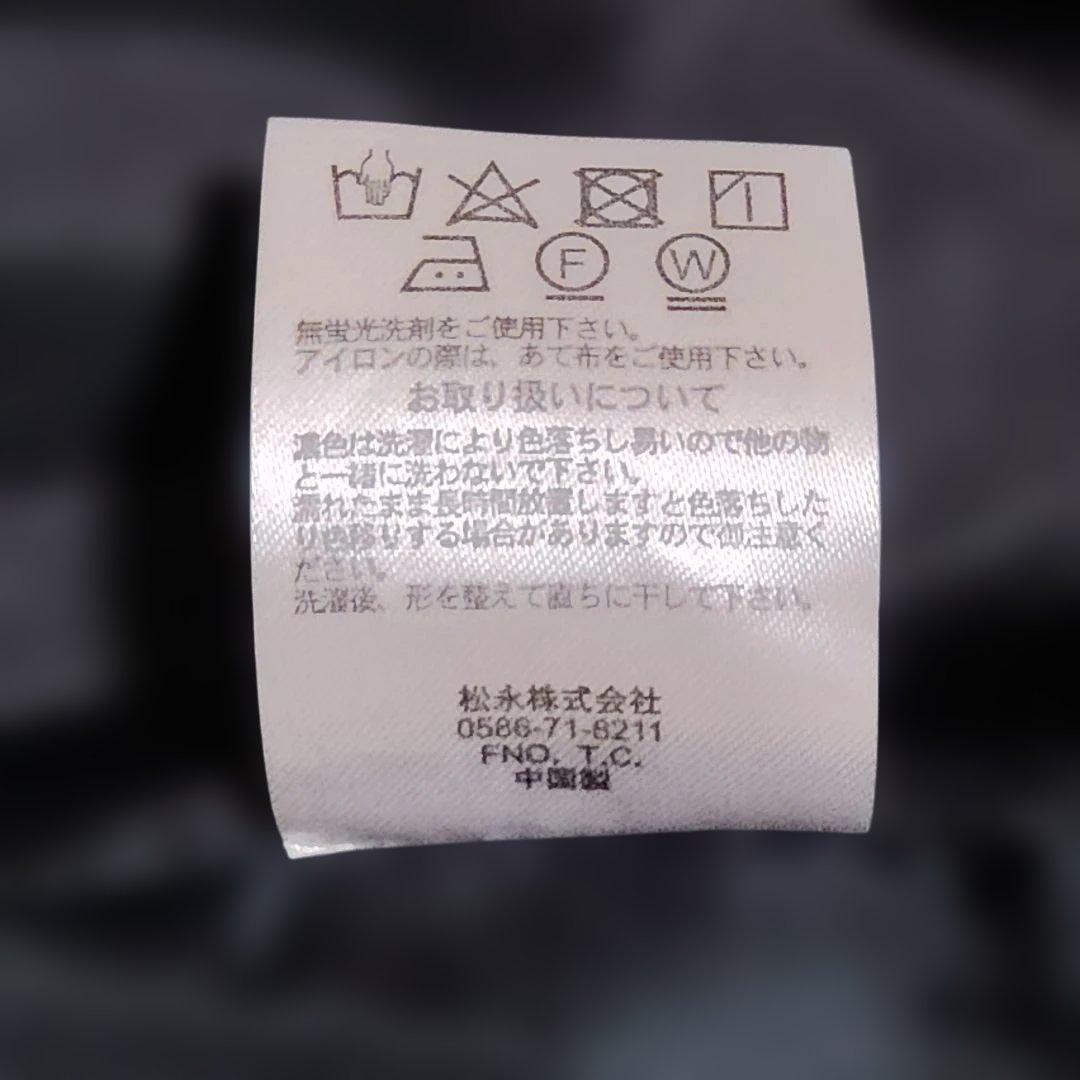 F W
無蛍光洗剤をご使用下さい。
アイロンの際は、あて布をご使用下さい。
お取り扱いについて
濃色は洗濯により色落ちし易いので他の物
と一緒に洗わないで下さい。
濡れたまま長時間放置しますと色落ちした
り色移りする場合がありますので御注意く
ださい。
洗濯後、形を整えて直ちに干して下さい。
松永株式会社
0586-71-8211
FNO. T.C.
中国製